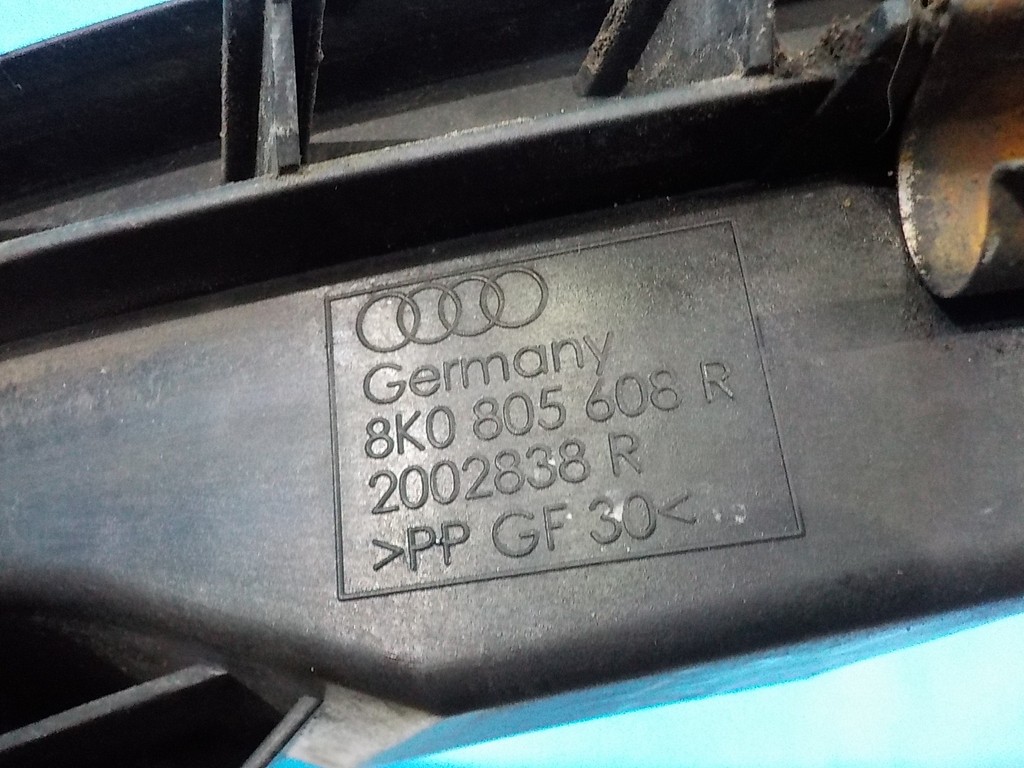 Germany
8K0 805 608 R
2002838 R
>PP GF 30<